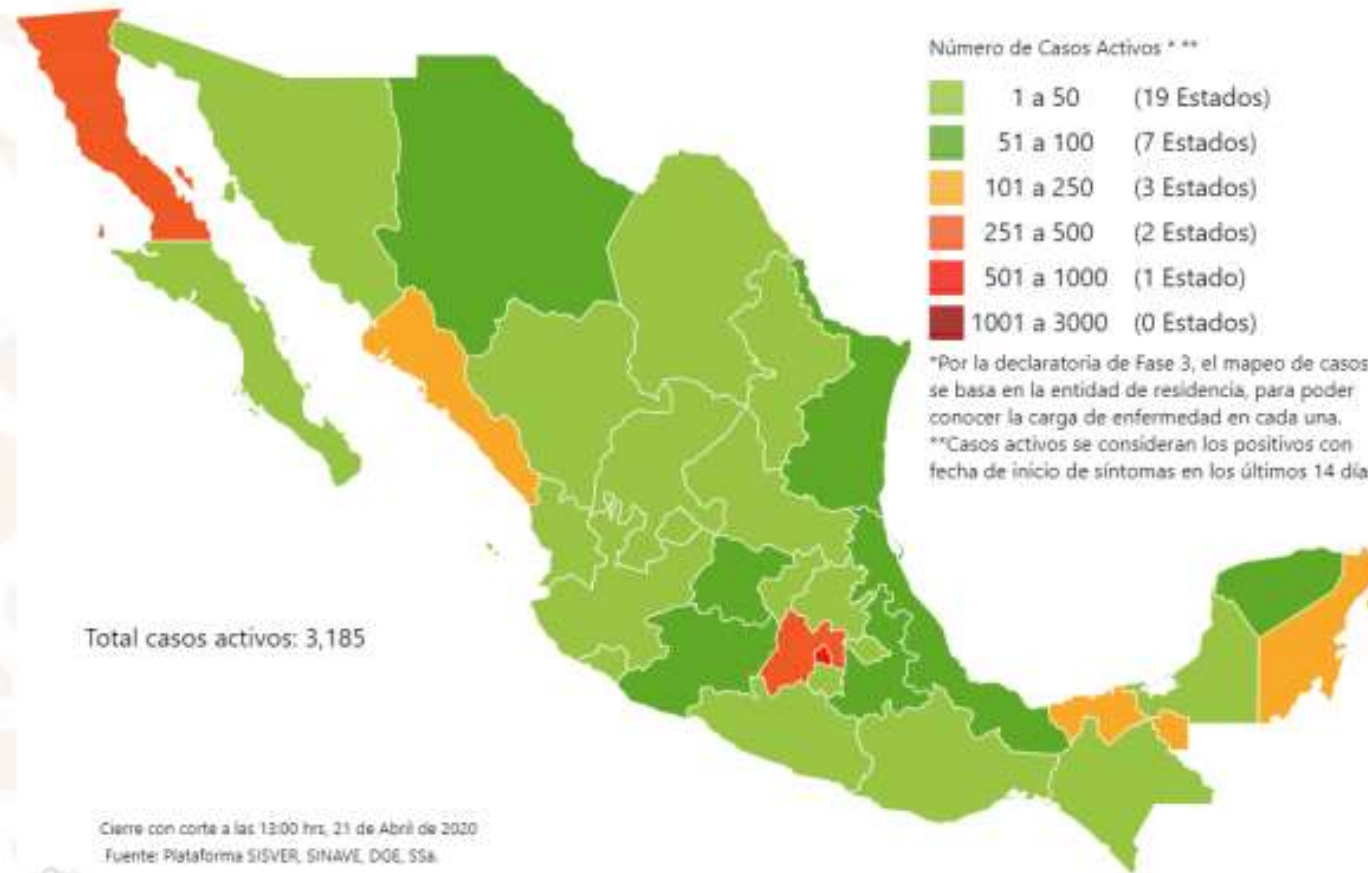 Número de Casos Activos * **
1 a 50 (19 Estados)
51 a 100 (7 Estados)
101 a 250 (3 Estados)
251 a 500 (2 Estados)
501 a 1000 (1 Estado)
1001 a 3000 (0 Estados)
*Por la declaratoria de Fase 3, el mapeo de casos
se basa en la entidad de residencia, para poder
conocer la carga de enfermedad en cada una.
**Casos activos se consideran los positivos con
fecha de inicio de síntomas en los últimos 14 día
Total casos activos: 3,185
Cierre con corte a las 13:00 hrs, 21 de Abril de 2020
Fuente: Plataforma SISVER, SINAVE, DGE, SSa.